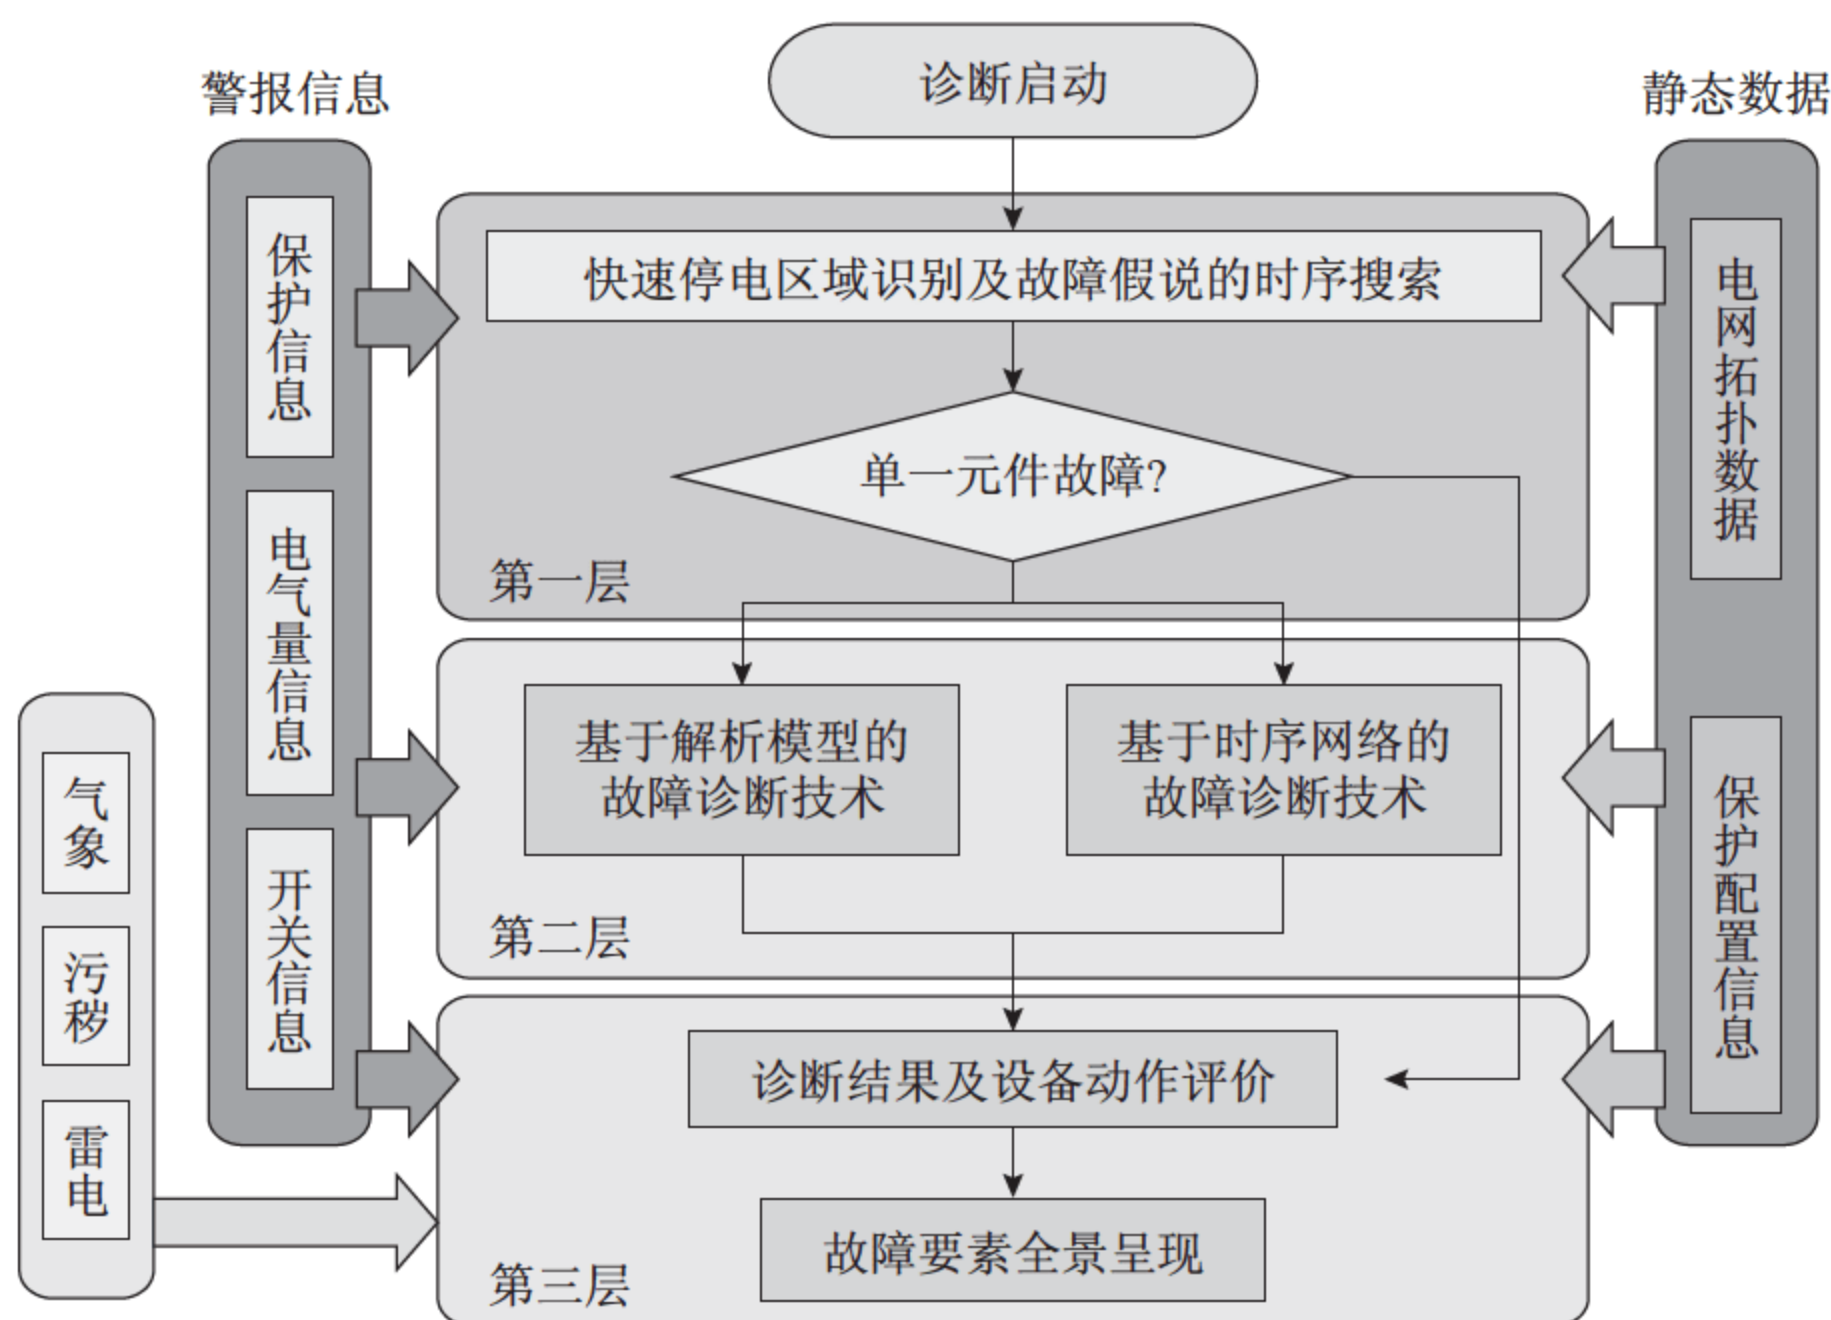 诊断启动
警报信息
静态数据
保护信息
电气量信息
开关信息
气象
污秽
雷电
快速停电区域识别及故障假说的时序搜索
单一元件故障?
第一层
基于解析模型的
故障诊断技术
基于时序网络的
故障诊断技术
第二层
诊断结果及设备动作评价
故障要素全景呈现
第三层
电网拓扑数据
保护配置信息